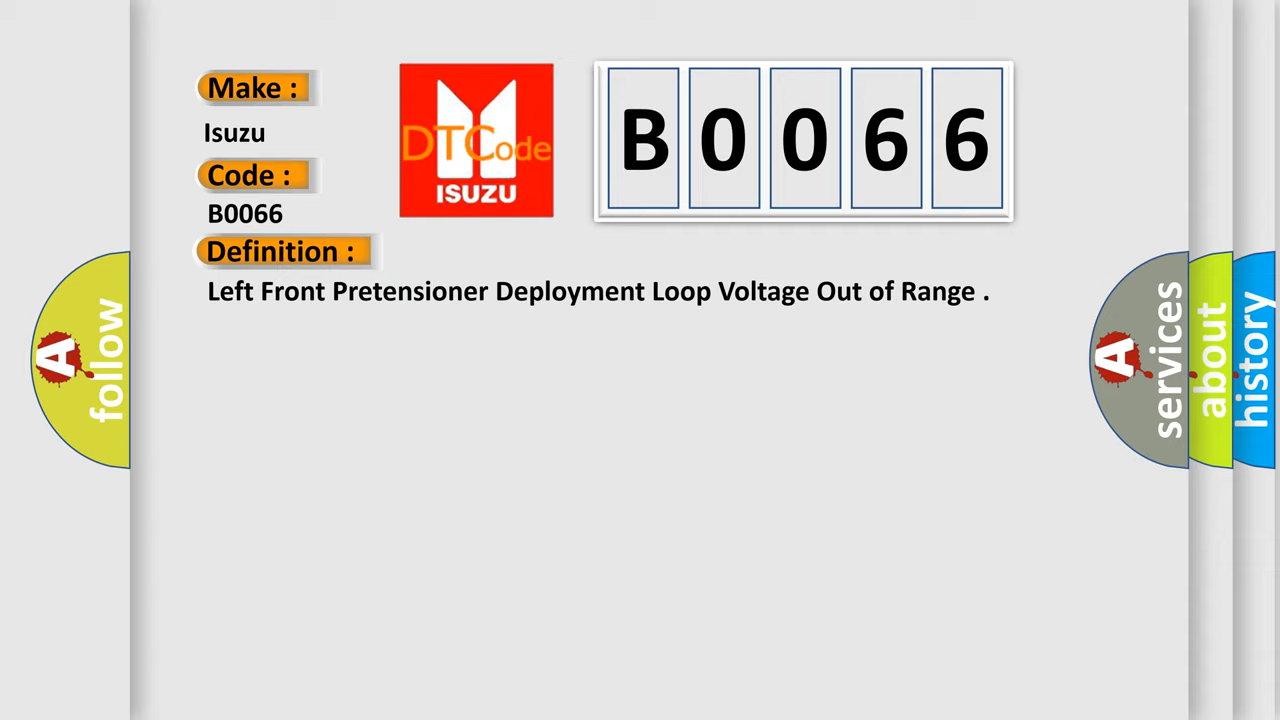 Make :
Isuzu
Code :
B0066
Definition :
Left Front Pretensioner Deployment Loop Voltage Out of Range .
DTCode
ISUZU
B 0 0 6 6
A follow
A services
about
history